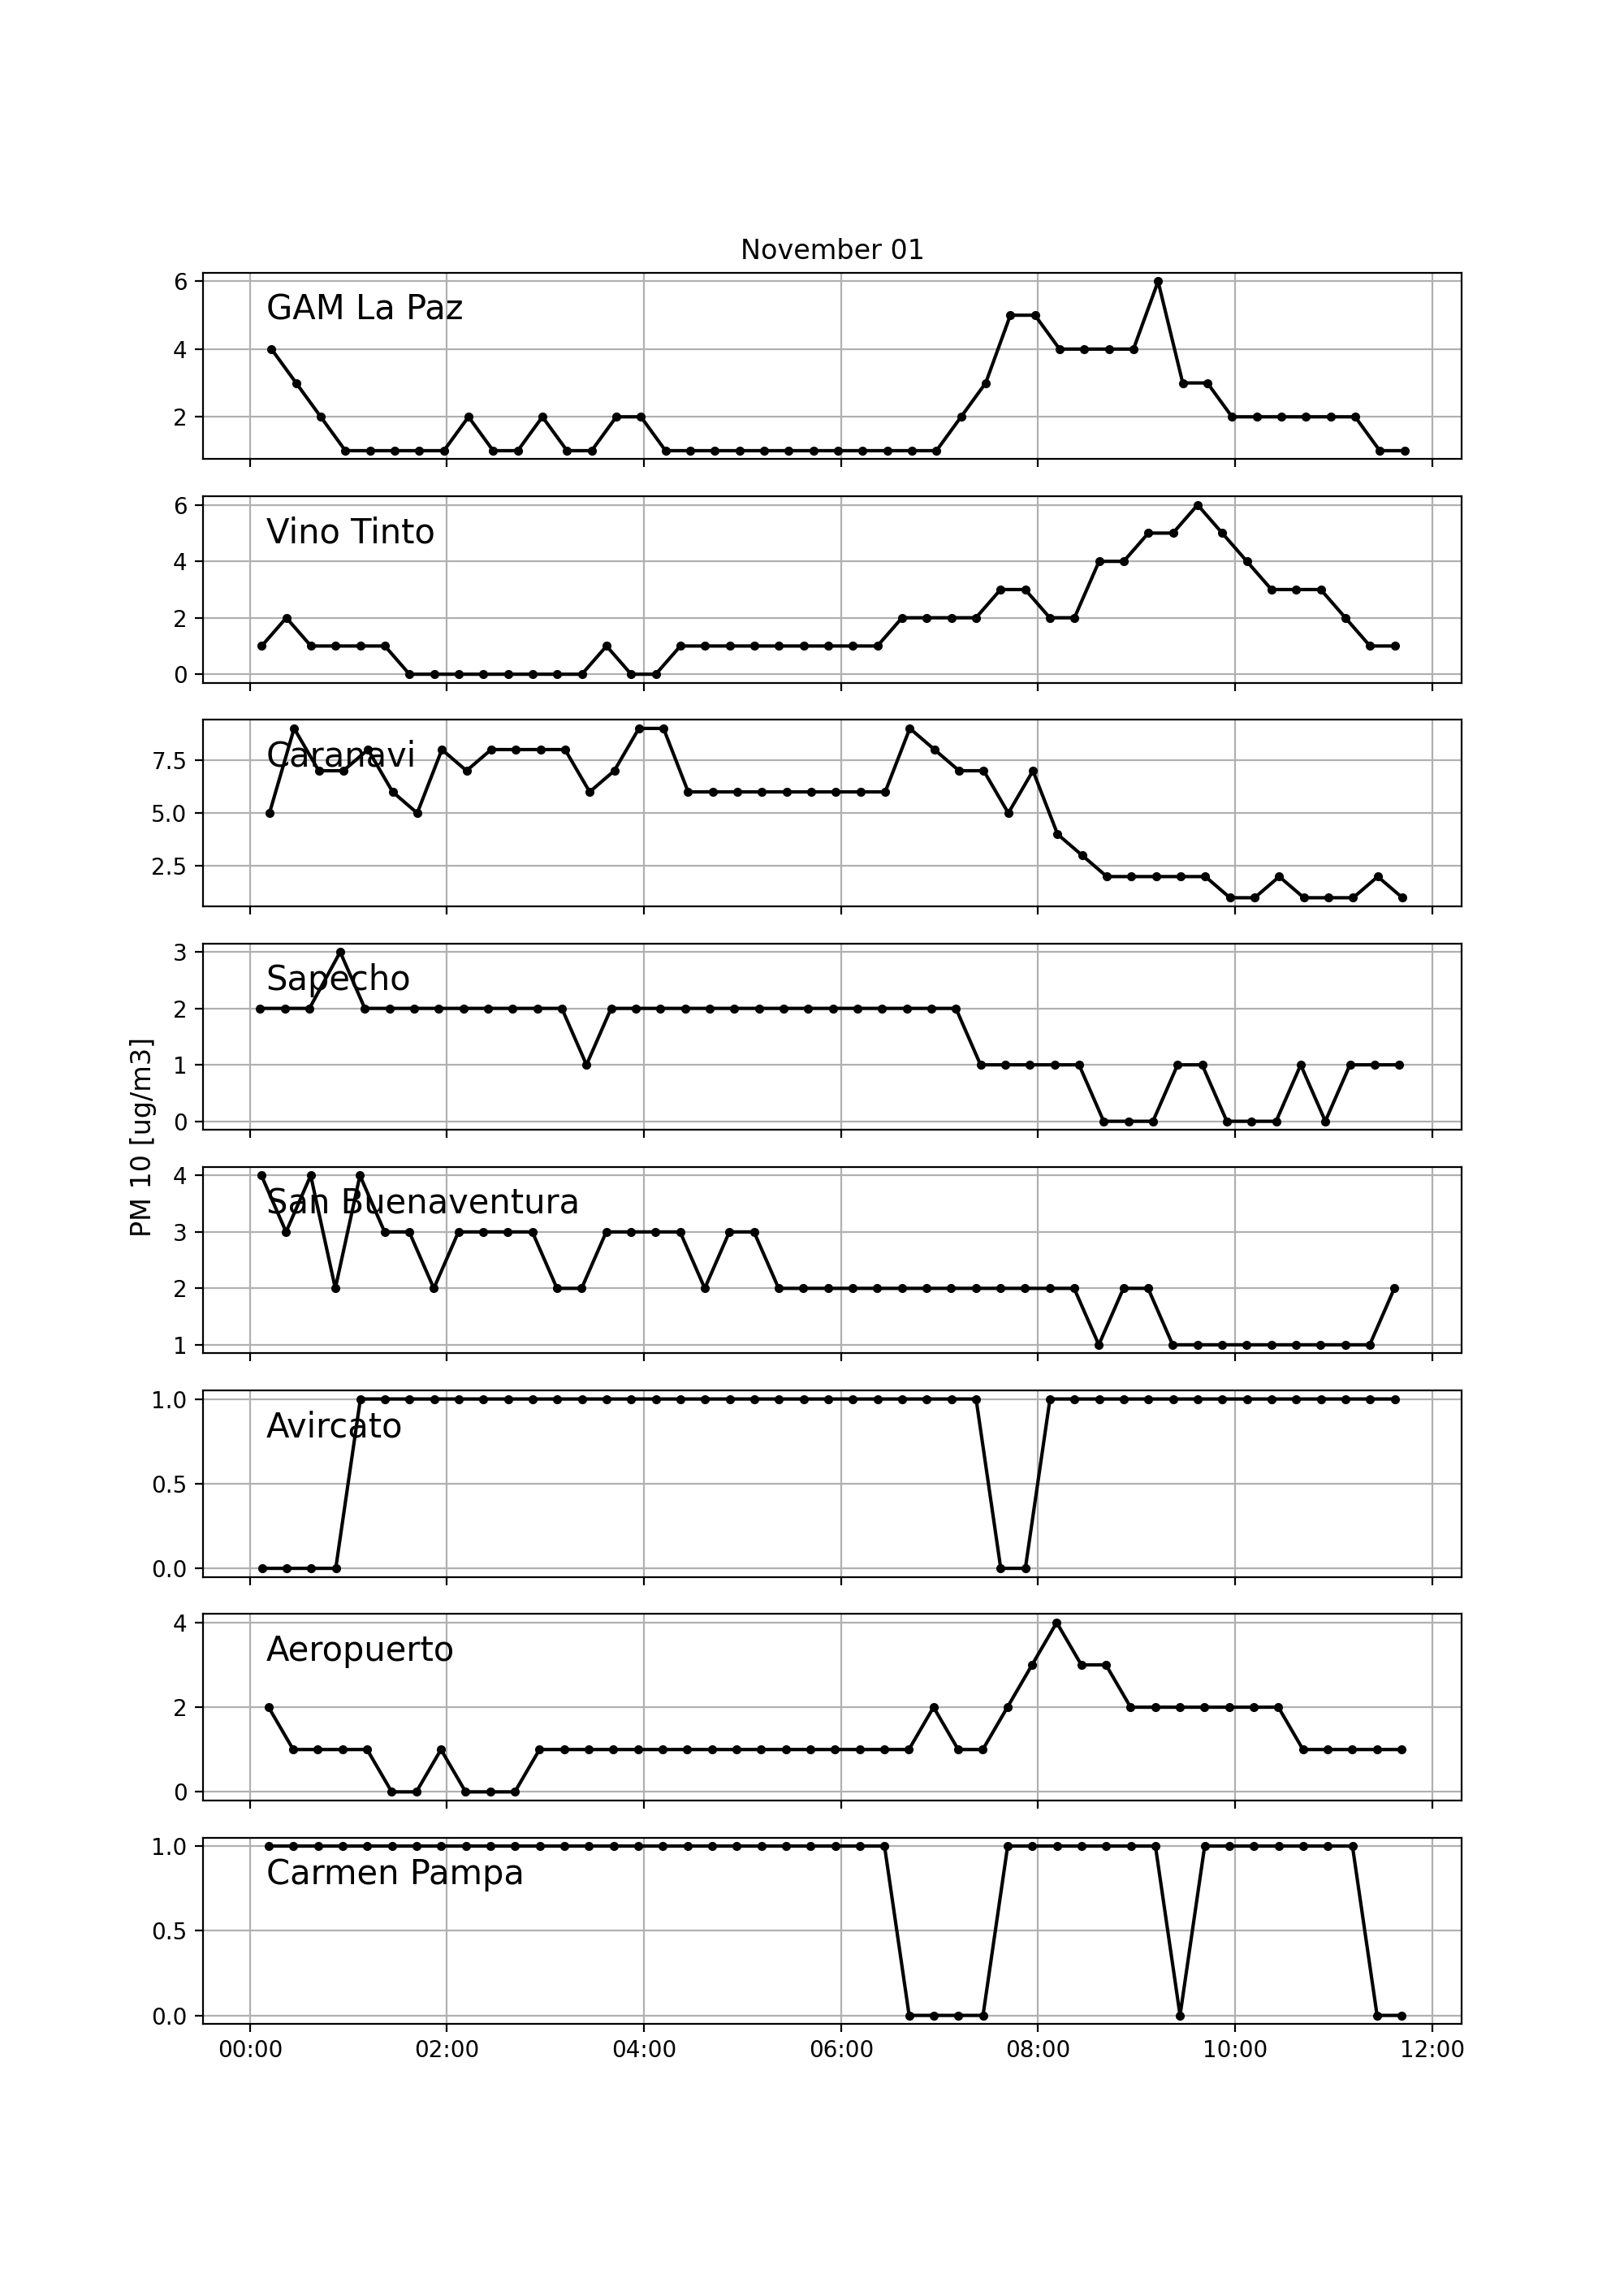 November 01
6
GAM La Paz
4
2
6
Vino Tinto
4
2
0
Caranavi
7.5
5.0
2.5
3
Sapecho
2
1
0
PM 10 [ug/m3]
4
San Buenaventura
3
2
1
1.0
Avircato
0.5
0.0
4
Aeropuerto
2
0
1.0
Carmen Pampa
0.5
0.0
00:00 02:00 04:00 06:00 08:00 10:00 12:00